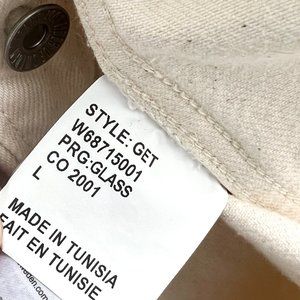 STYLE: GET
W68715001
PRG:GLASS
CO 2001
L
MADE IN TUNISIA
FAIT EN TUNISIE